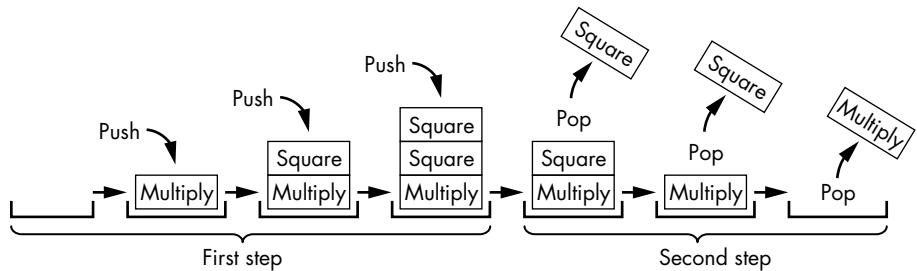 Push
Multiply
Push
Square
Multiply
Push
Square
Square
Multiply
Square
Pop
Square
Multiply
Square
Pop
Multiply
Multiply
Pop
First step
Second step